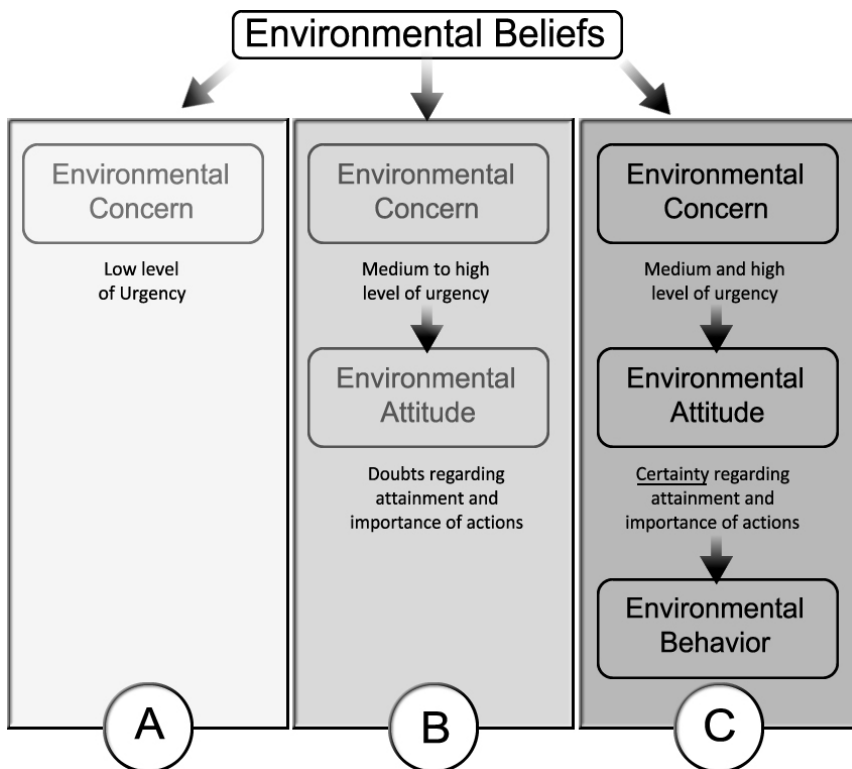 Environmental Beliefs
Environmental
Concern
Low level
of Urgency
A
Environmental
Concern
Medium to high
level of urgency
Environmental
Attitude
Doubts regarding
attainment and
importance of actions
B
Environmental
Concern
Medium and high
level of urgency
Environmental
Attitude
Certainty regarding
attainment and
importance of actions
Environmental
Behavior
C